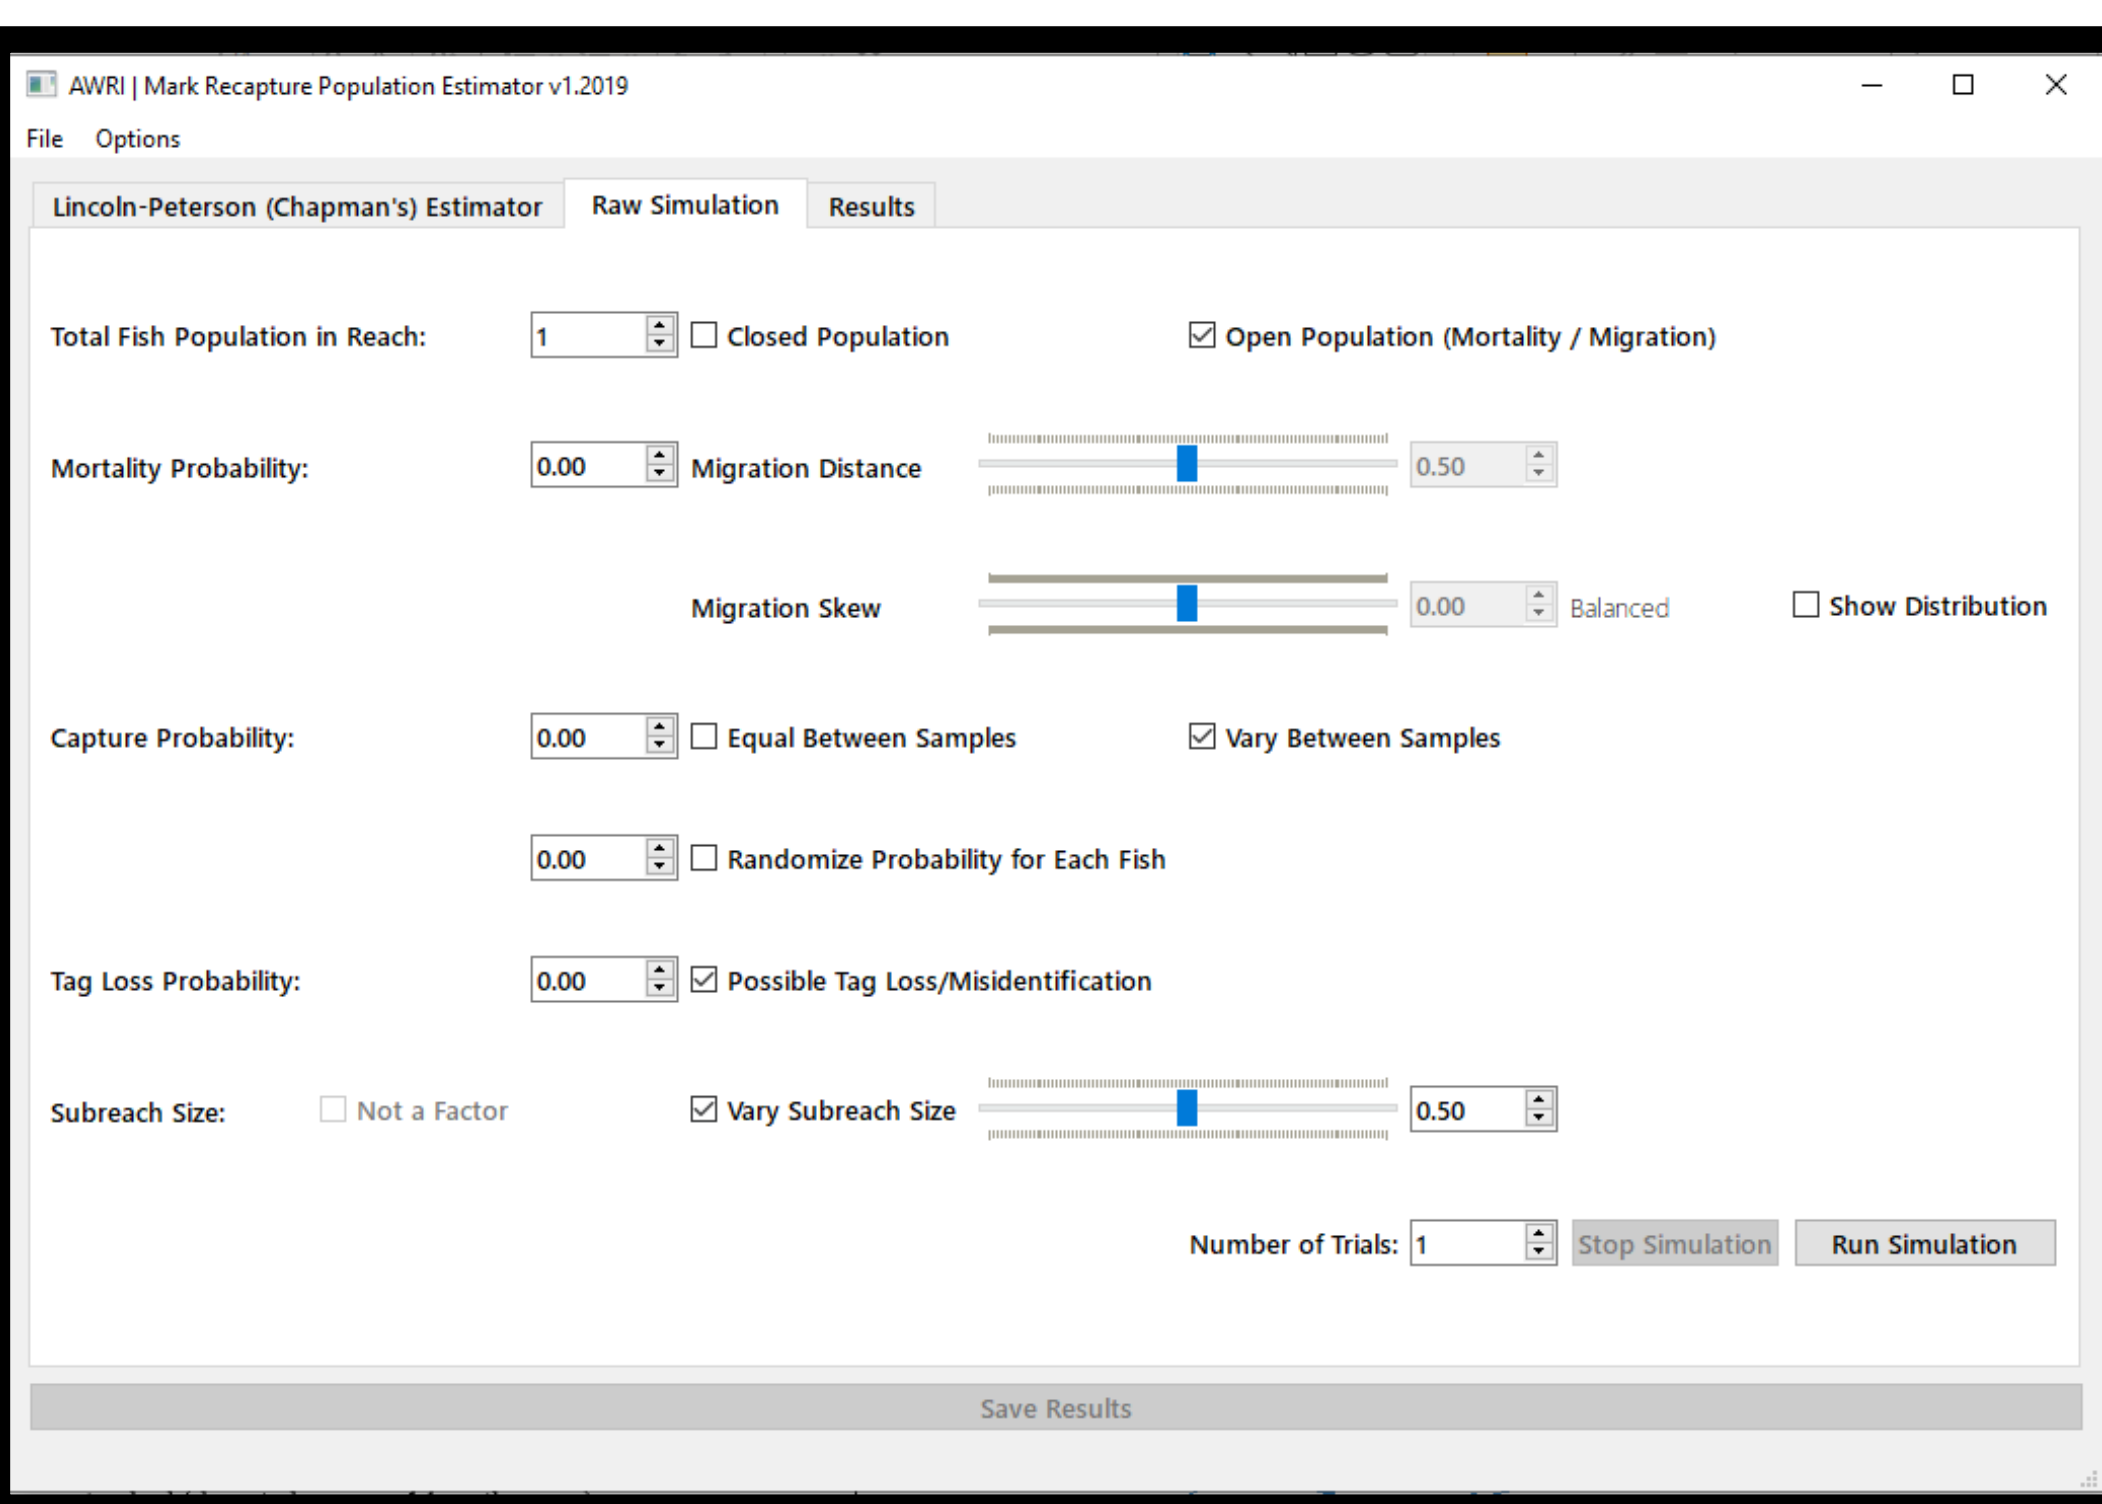 AWRI | Mark Recapture Population Estimator v1.2019
File Options
Lincoln-Peterson (Chapman's) Estimator Raw Simulation Results
Total Fish Population in Reach: 1 Closed Population Open Population (Mortality / Migration)
Mortality Probability: 0.00 Migration Distance 0.50
Migration Skew 0.00 Balanced Show Distribution
Capture Probability: 0.00 Equal Between Samples Vary Between Samples
0.00 Randomize Probability for Each Fish
Tag Loss Probability: 0.00 Possible Tag Loss/Misidentification
Subreach Size: Not a Factor Vary Subreach Size 0.50
Number of Trials: 1 Stop Simulation Run Simulation
Save Results